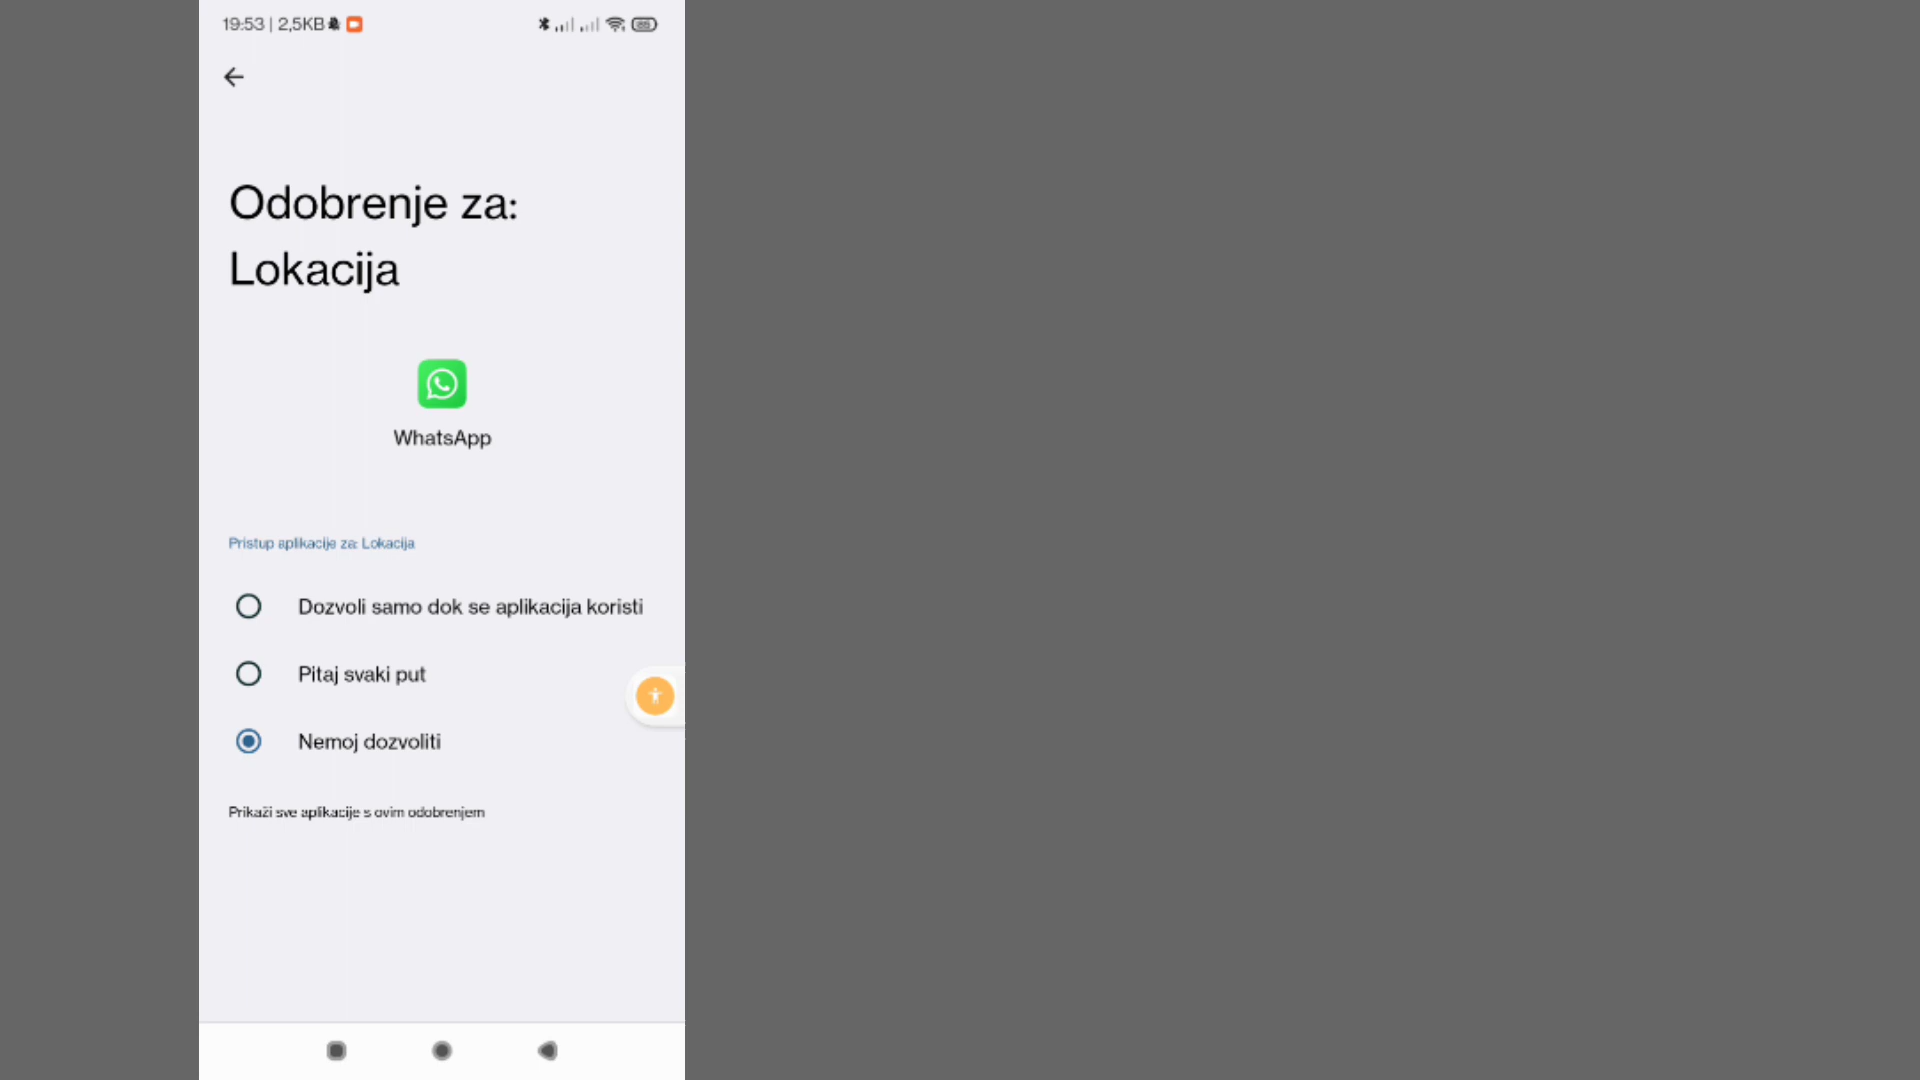 19:53 | 2,5KB
Odobrenje za:
Lokacija
WhatsApp
Pristup aplikacije za: Lokacija
Dozvoli samo dok se aplikacija koristi
Pitaj svaki put
Nemoj dozvoliti
Prikaži sve aplikacije s ovim odobrenjem